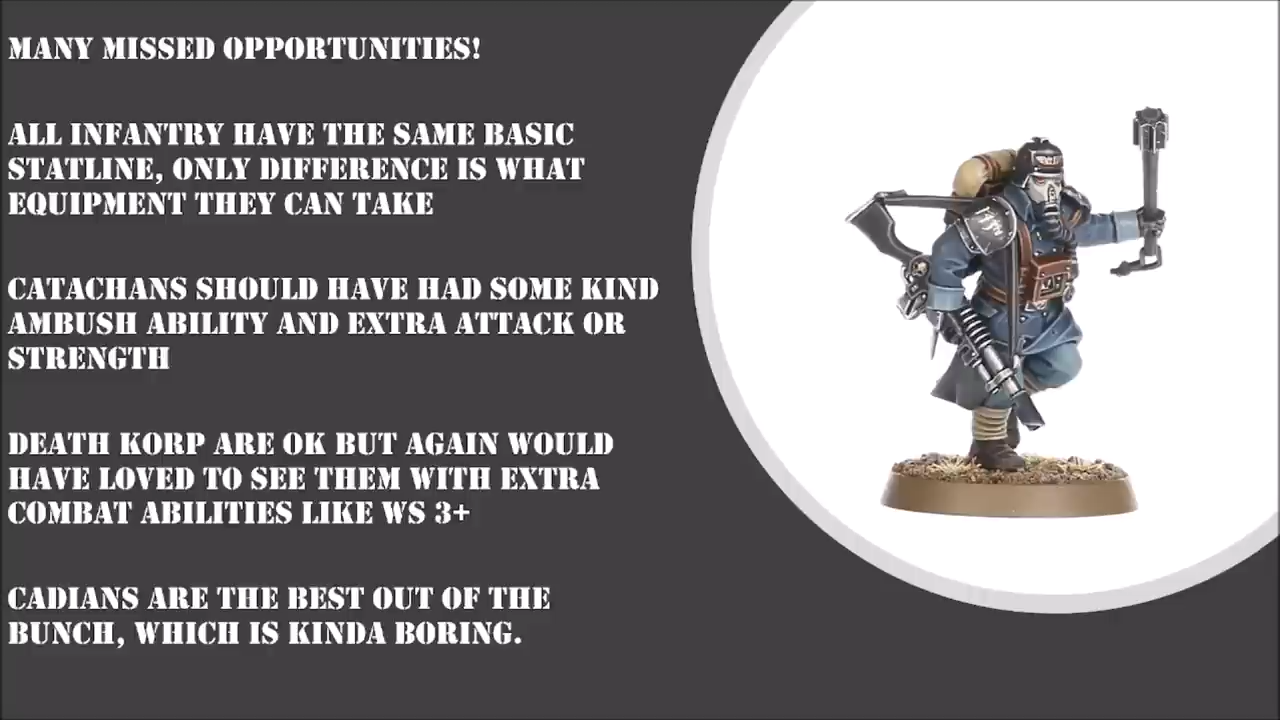 MANY MISSED OPPORTUNITIES!
ALL INFANTRY HAVE THE SAME BASIC
STATLINE, ONLY DIFFERENCE IS WHAT
EQUIPMENT THEY CAN TAKE
CATACHANS SHOULD HAVE HAD SOME KIND
AMBUSH ABILITY AND EXTRA ATTACK OR
STRENGTH
DEATH KORP ARE OK BUT AGAIN WOULD
HAVE LOVED TO SEE THEM WITH EXTRA
COMBAT ABILITIES LIKE WS 3+
CADIANS ARE THE BEST OUT OF THE
BUNCH, WHICH IS KINDA BORING.